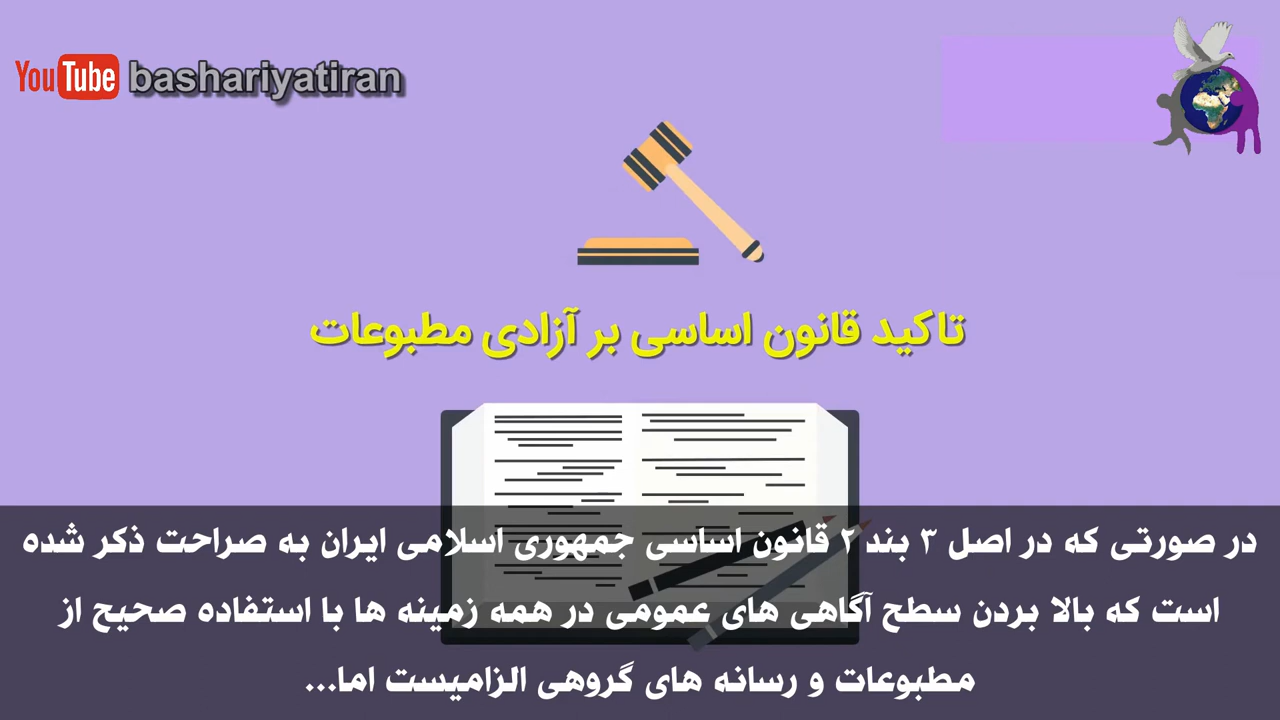 YouTube bashariyatiran
تاکید قانون اساسی بر آزادی مطبوعات
در صورتی که در اصل ۳ بند ۲ قانون اساسی جمهوری اسلامی ایران به صراحت ذکر شده
است که بالا بردن سطح آگاهی های عمومی در همه زمینه ها با استفاده صحیح از
مطبوعات و رسانه های گروهی الزامیست اما...